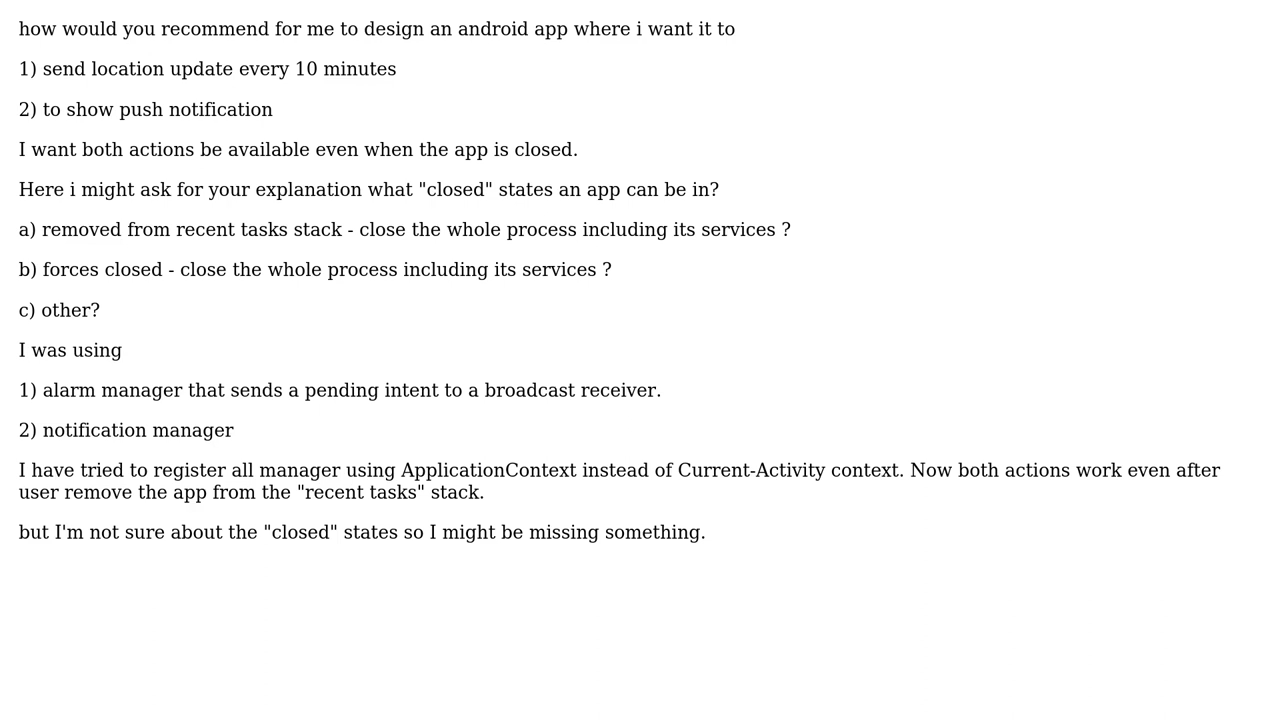 how would you recommend for me to design an android app where i want it to
1) send location update every 10 minutes
2) to show push notification
I want both actions be available even when the app is closed.
Here i might ask for your explanation what "closed" states an app can be in?
a) removed from recent tasks stack - close the whole process including its services ?
b) forces closed - close the whole process including its services ?
c) other?
I was using
1) alarm manager that sends a pending intent to a broadcast receiver.
2) notification manager
I have tried to register all manager using ApplicationContext instead of Current-Activity context. Now both actions work even after
user remove the app from the "recent tasks" stack.
but I'm not sure about the "closed" states so I might be missing something.